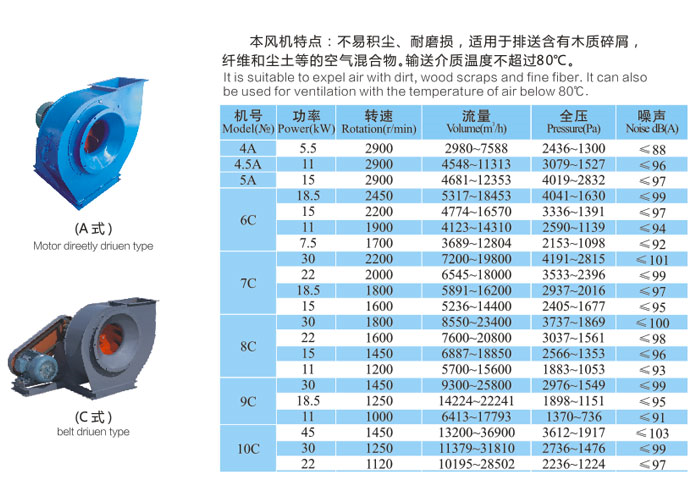 本风机特点：不易积尘、耐磨损，适用于排送含有木质碎屑，
纤维和尘土等的空气混合物。输送介质温度不超过80℃。
It is suitable to expel air with dirt, wood scraps and fine fiber. It can also
be used for ventilation with the temperature of air below 80℃.
(A 式)
Motor direetly driuen type
(C 式)
belt driuen type
机号 功率 转速 流量 全压 噪声
Model(№) Power(kW) Rotation(r/min) Volume(m³/h) Pressure(Pa) Noise dB(A)
4A 5.5 2900 2980~7588 2436~1300 ≤88
4.5A 11 2900 4548~11313 3079~1527 ≤96
5A 15 2900 4681~12353 4019~2832 ≤97
6C 18.5 2450 5317~18453 4041~1630 ≤99
15 2200 4774~16570 3336~1391 ≤97
11 1900 4123~14310 2590~1139 ≤94
7.5 1700 3689~12804 2153~1098 ≤92
7C 30 2200 7200~19800 4191~2815 ≤101
22 2000 6545~18000 3533~2396 ≤99
18.5 1800 5891~16200 2937~2016 ≤97
15 1600 5236~14400 2405~1677 ≤95
8C 30 1800 8550~23400 3737~1869 ≤100
22 1600 7600~20800 3037~1561 ≤98
15 1450 6887~18850 2566~1353 ≤96
11 1200 5700~15600 1883~1053 ≤93
9C 30 1450 9300~25800 2976~1549 ≤99
18.5 1250 14224~22241 1898~1151 ≤95
11 1000 6413~17793 1370~736 ≤91
10C 45 1450 13200~36900 3612~1917 ≤103
30 1250 11379~31810 2736~1476 ≤99
22 1120 10195~28502 2236~1224 ≤97